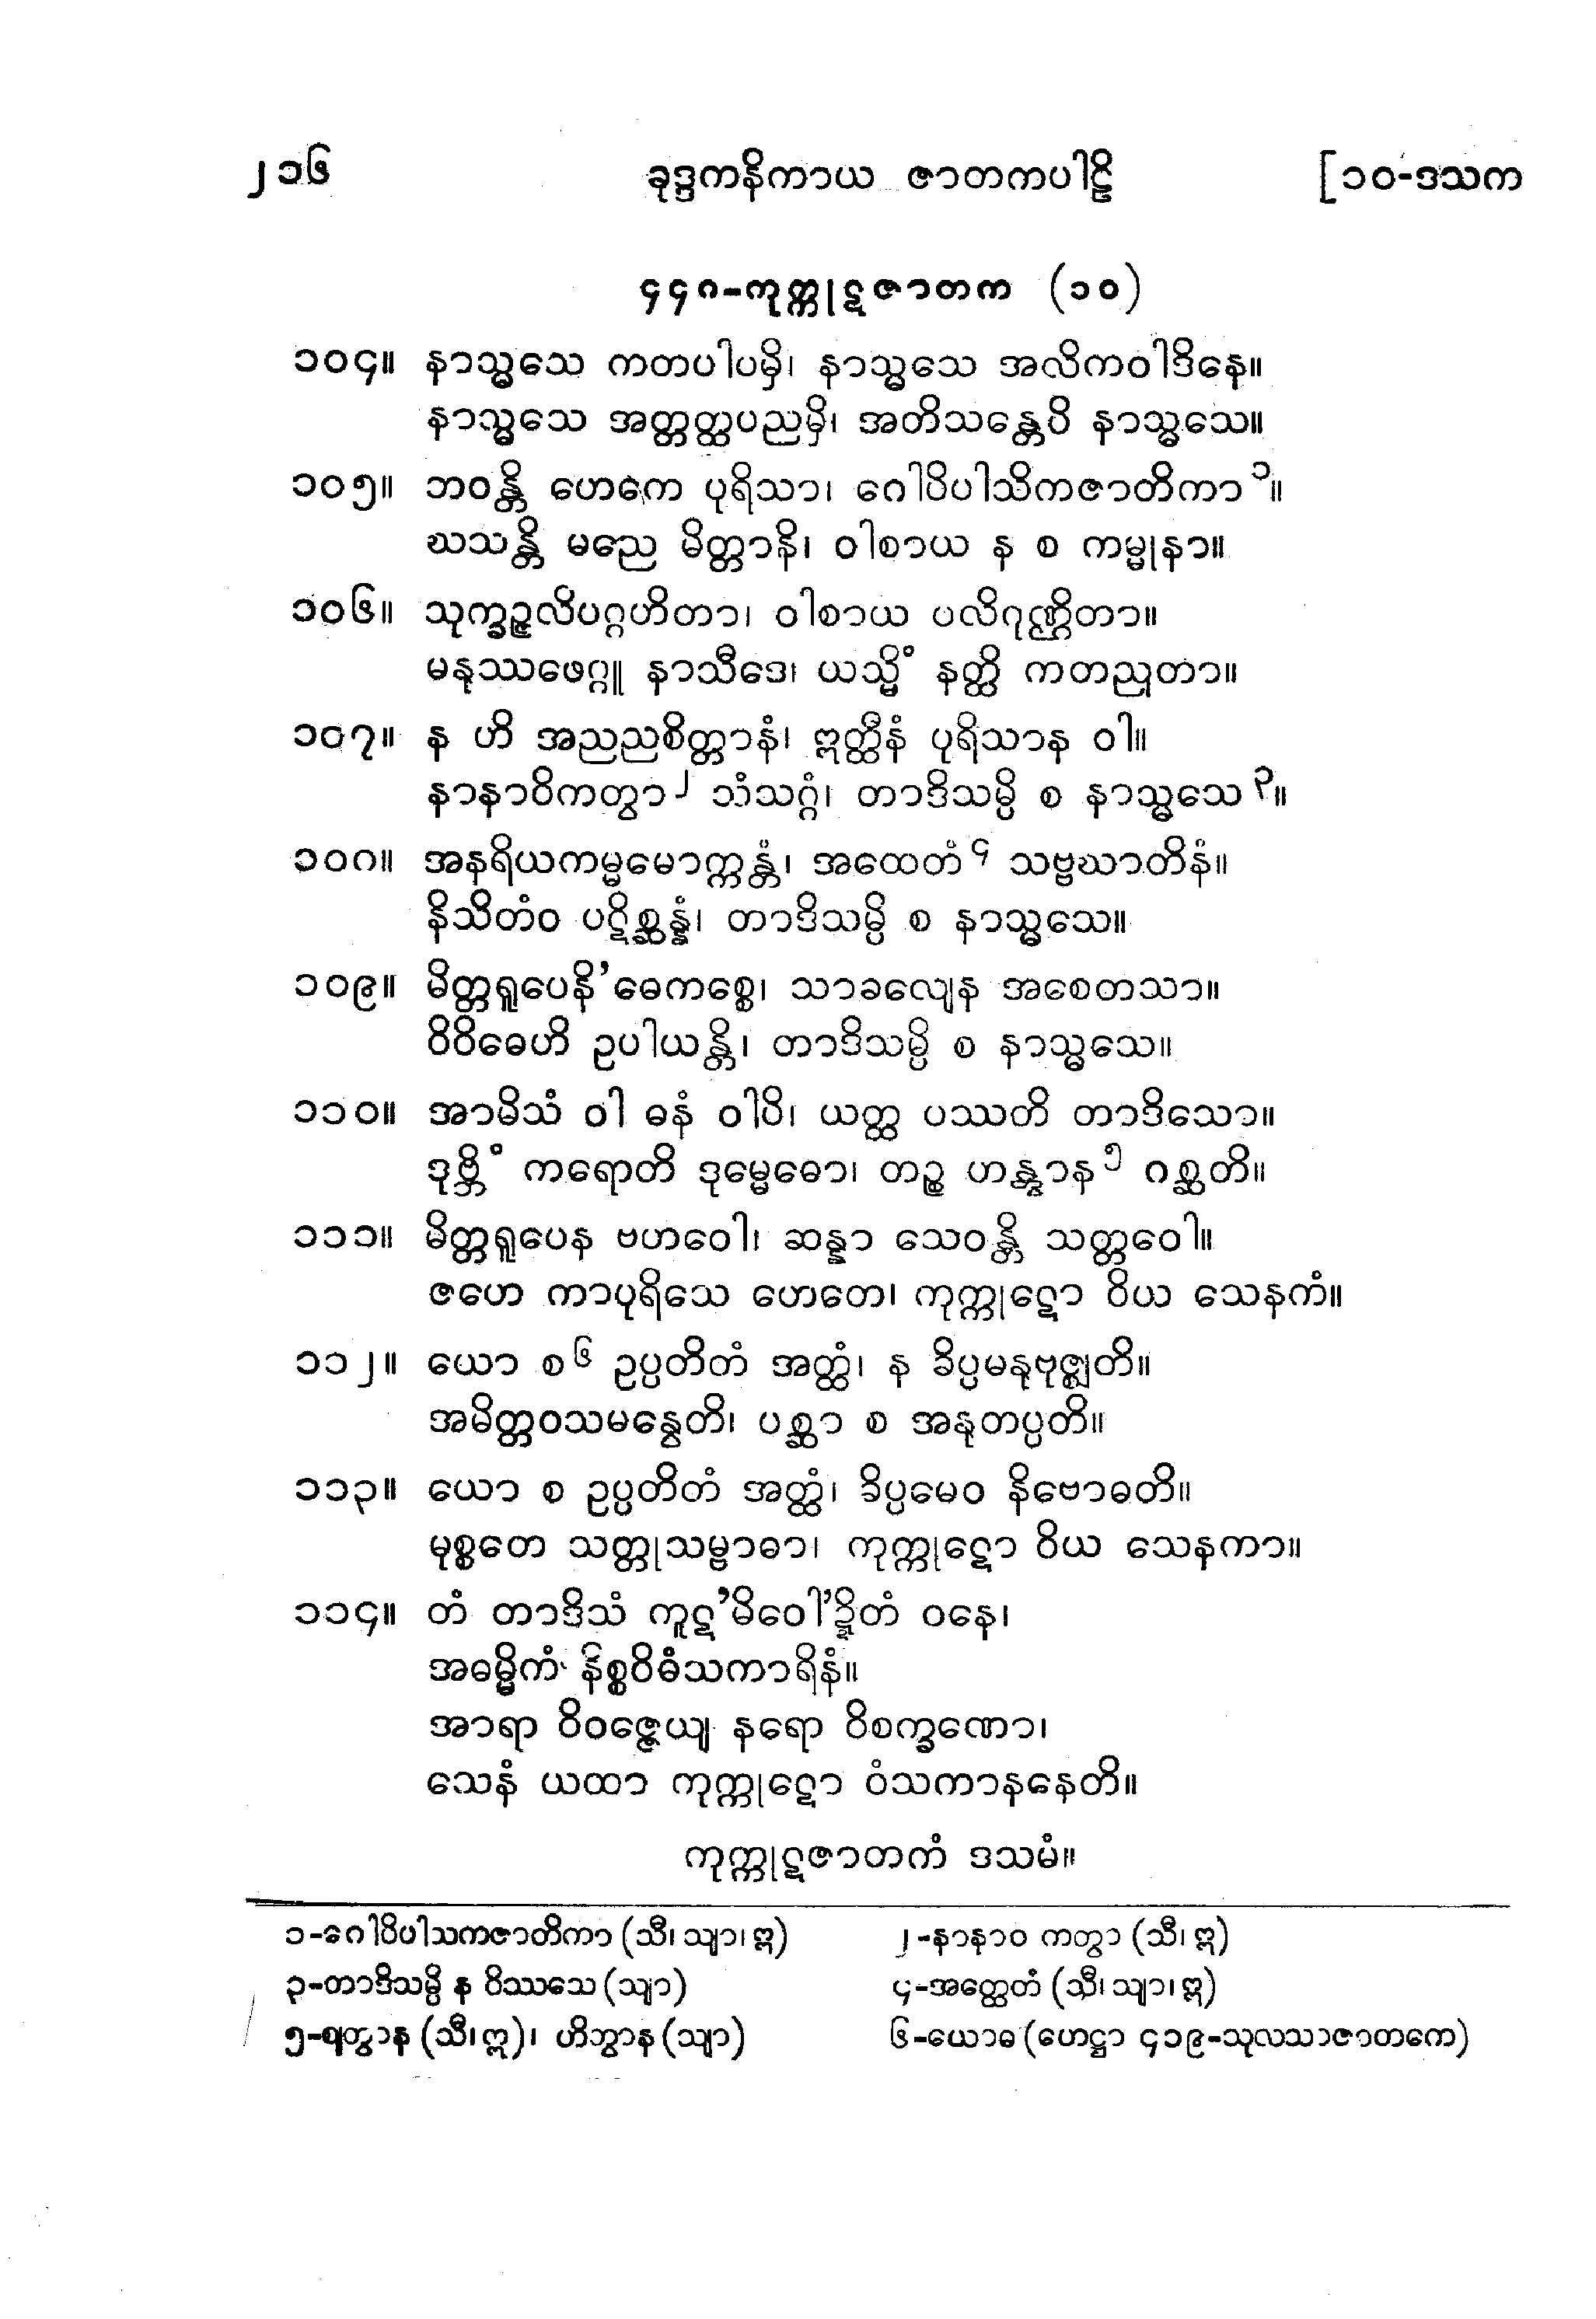 ၂၁၆ ခုဒ္ဒကနိကာယ ဇာတကပါဠိ [၁၀-ဒသက
၄၄၈-ကုက္ကုဋဇာတက (၁၀)
၁၀၄။ နာသ္မသေ ကတပါပမှိ၊ နာသ္မသေ အလိကဝါဒိနေ။
နာသ္မသေ အတ္တတ္ထပညမှိ၊ အတိသန္တေပိ နာသ္မသေ။
၁၀၅။ ဘဝန္တိ ဟေကေ ပုရိသာ၊ ဂေါပိပါသိကဇာတိကာ ၁။
ဃသန္တိ မညေ မိတ္တာနိ၊ ဝါစာယ န စ ကမ္မုနာ။
၁၀၆။ သုက္ခဉ္ဇလိပဂ္ဂဟိတာ၊ ဝါစာယ ပလိဂုဏ္ဌိတာ။
မနုဿဖေဂ္ဂူ နာသီဒေ၊ ယသ္မိံ နတ္ထိ ကတညုတာ။
၁၀၇။ န ဟိ အညညစိတ္တာနံ၊ ဣတ္ထီနံ ပုရိသာန ဝါ။
နာနာဝိကတွာ ၂ သံသဂ္ဂံ၊ တာဒိသမ္ပိ စ နာသ္မသေ ၃။
၁၀၈။ အနရိယကမ္မမောက္ကန္တံ၊ အထေတံ ၄ သဗ္ဗဃာတိနံ။
နိသိတံဝ ပဋိစ္ဆန္နံ၊ တာဒိသမ္ပိ စ နာသ္မသေ။
၁၀၉။ မိတ္တရူပေနိ'ဓေကစ္စေ၊ သာခလျေန အစေတသာ။
ဝိဝိဓေဟိ ဥပါယန္တိ၊ တာဒိသမ္ပိ စ နာသ္မသေ။
၁၁၀။ အာမိသံ ဝါ ဓနံ ဝါပိ၊ ယတ္ထ ပဿတိ တာဒိသော။
ဒုဗ္ဘိံ ကရောတိ ဒုမ္မေဓော၊ တဉ္စ ဟန္တွာန ၅ ဂစ္ဆတိ။
၁၁၁။ မိတ္တရူပေန ဗဟဝေါ၊ ဆန္နာ သေဝန္တိ သတ္တဝေါ။
ဇဟေ ကာပုရိသေ ဟေတေ၊ ကုက္ကုဋော ဝိယ သေနကံ။
၁၁၂။ ယော စ ၆ ဥပ္ပတိတံ အတ္ထံ၊ န ခိပ္ပမနုဗုဇ္ဈတိ။
အမိတ္တဝသမန္ဝေတိ၊ ပစ္ဆာ စ အနုတပ္ပတိ။
၁၁၃။ ယော စ ဥပ္ပတိတံ အတ္ထံ၊ ခိပ္ပမေဝ နိဗောဓတိ။
မုစ္စတေ သတ္တုသမ္ဗာဓာ၊ ကုက္ကုဋော ဝိယ သေနကာ။
၁၁၄။ တံ တာဒိသံ ကူဋ'မိဝေါ'ဍ္ဍိတံ ဝနေ၊
အဓမ္မိကံ နိစ္စဝိဓံသကာရိနံ။
အာရာ ဝိဝဇ္ဇေယျ နရော ဝိစက္ခဏော၊
သေနံ ယထာ ကုက္ကုဋော ဝံသကာနနေတိ။
ကုက္ကုဋဇာတကံ ဒသမံ။
၁-ဂေါပိပါသကဇာတိကာ (သီ၊ သျာ၊ ဣ) ၂-နာနာဝ ကတွာ (သီ၊ ဣ)
၃-တာဒိသမ္ပိ န ဝိဿသေ (သျာ) ၄-အတ္ထေတံ (သီ၊ သျာ၊ ဣ)
၅-ဈတွာန (သီ၊ ဣ)၊ ဟိတွာန (သျာ) ၆-ယောဓ (ဟေဋ္ဌာ ၄၁၉-သုလသာဇာတကေ)